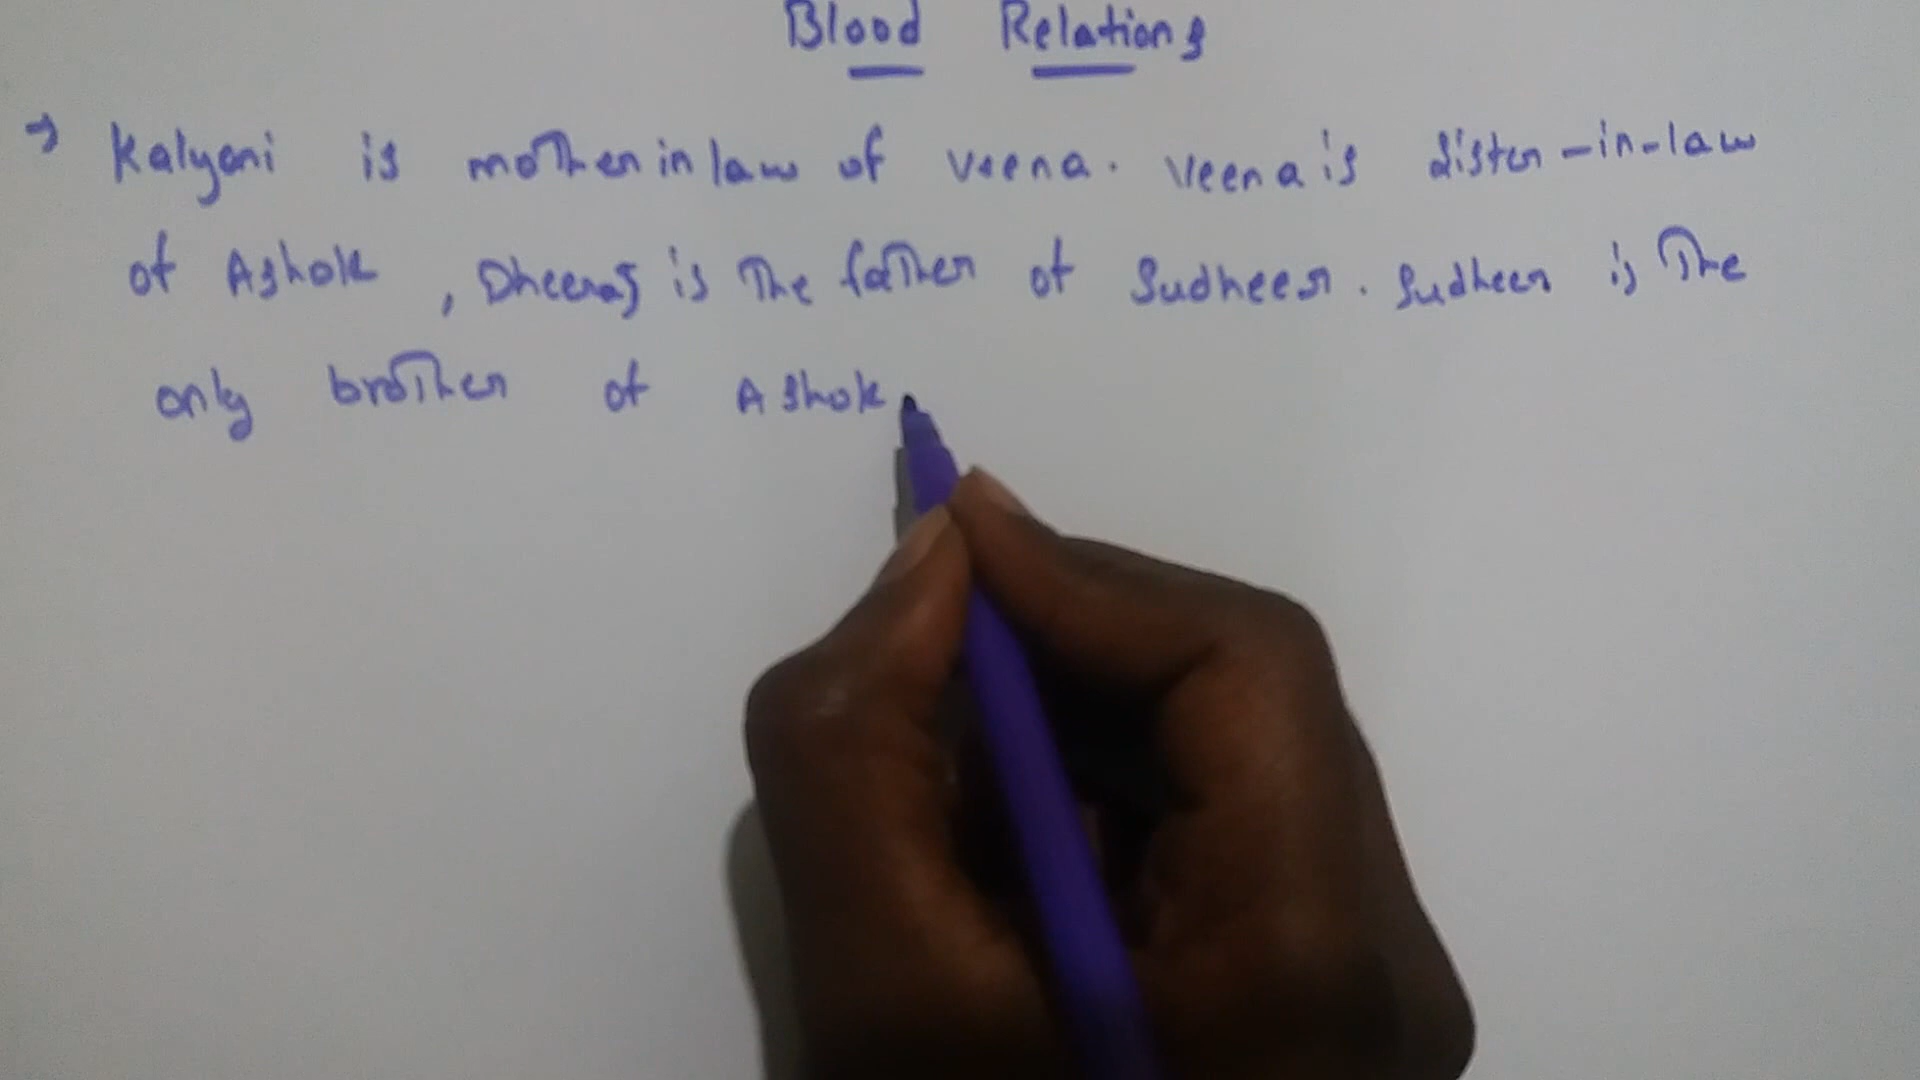 Blood Relations
→ Kalyani is mother in law of veena. veena is sister-in-law
of Ashok, Dheeraj is the father of Sudheer. Sudheer is the
only brother of Ashok